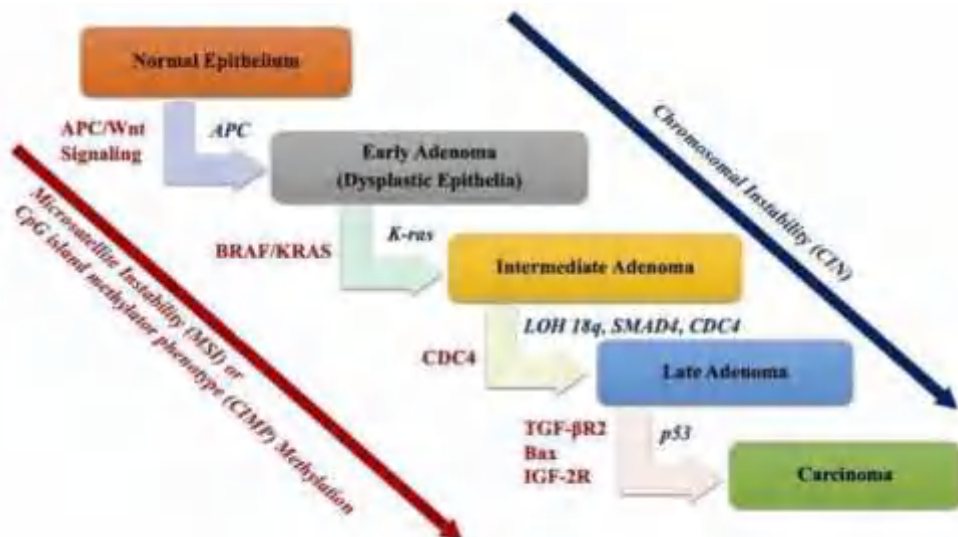 Normal Epithelium
APC/Wnt
Signaling
APC
Early Adenoma
(Dysplastic Epithelia)
Chromosomal Instability (CIN)
Microsatellite Instability (MSI) or
CpG island methylator phenotype (CIMP) Methylation
BRAF/KRAS
K-ras
Intermediate Adenoma
LOH 18q, SMAD4, CDC4
CDC4
Late Adenoma
TGF-βR2
Bax
IGF-2R
p53
Carcinoma